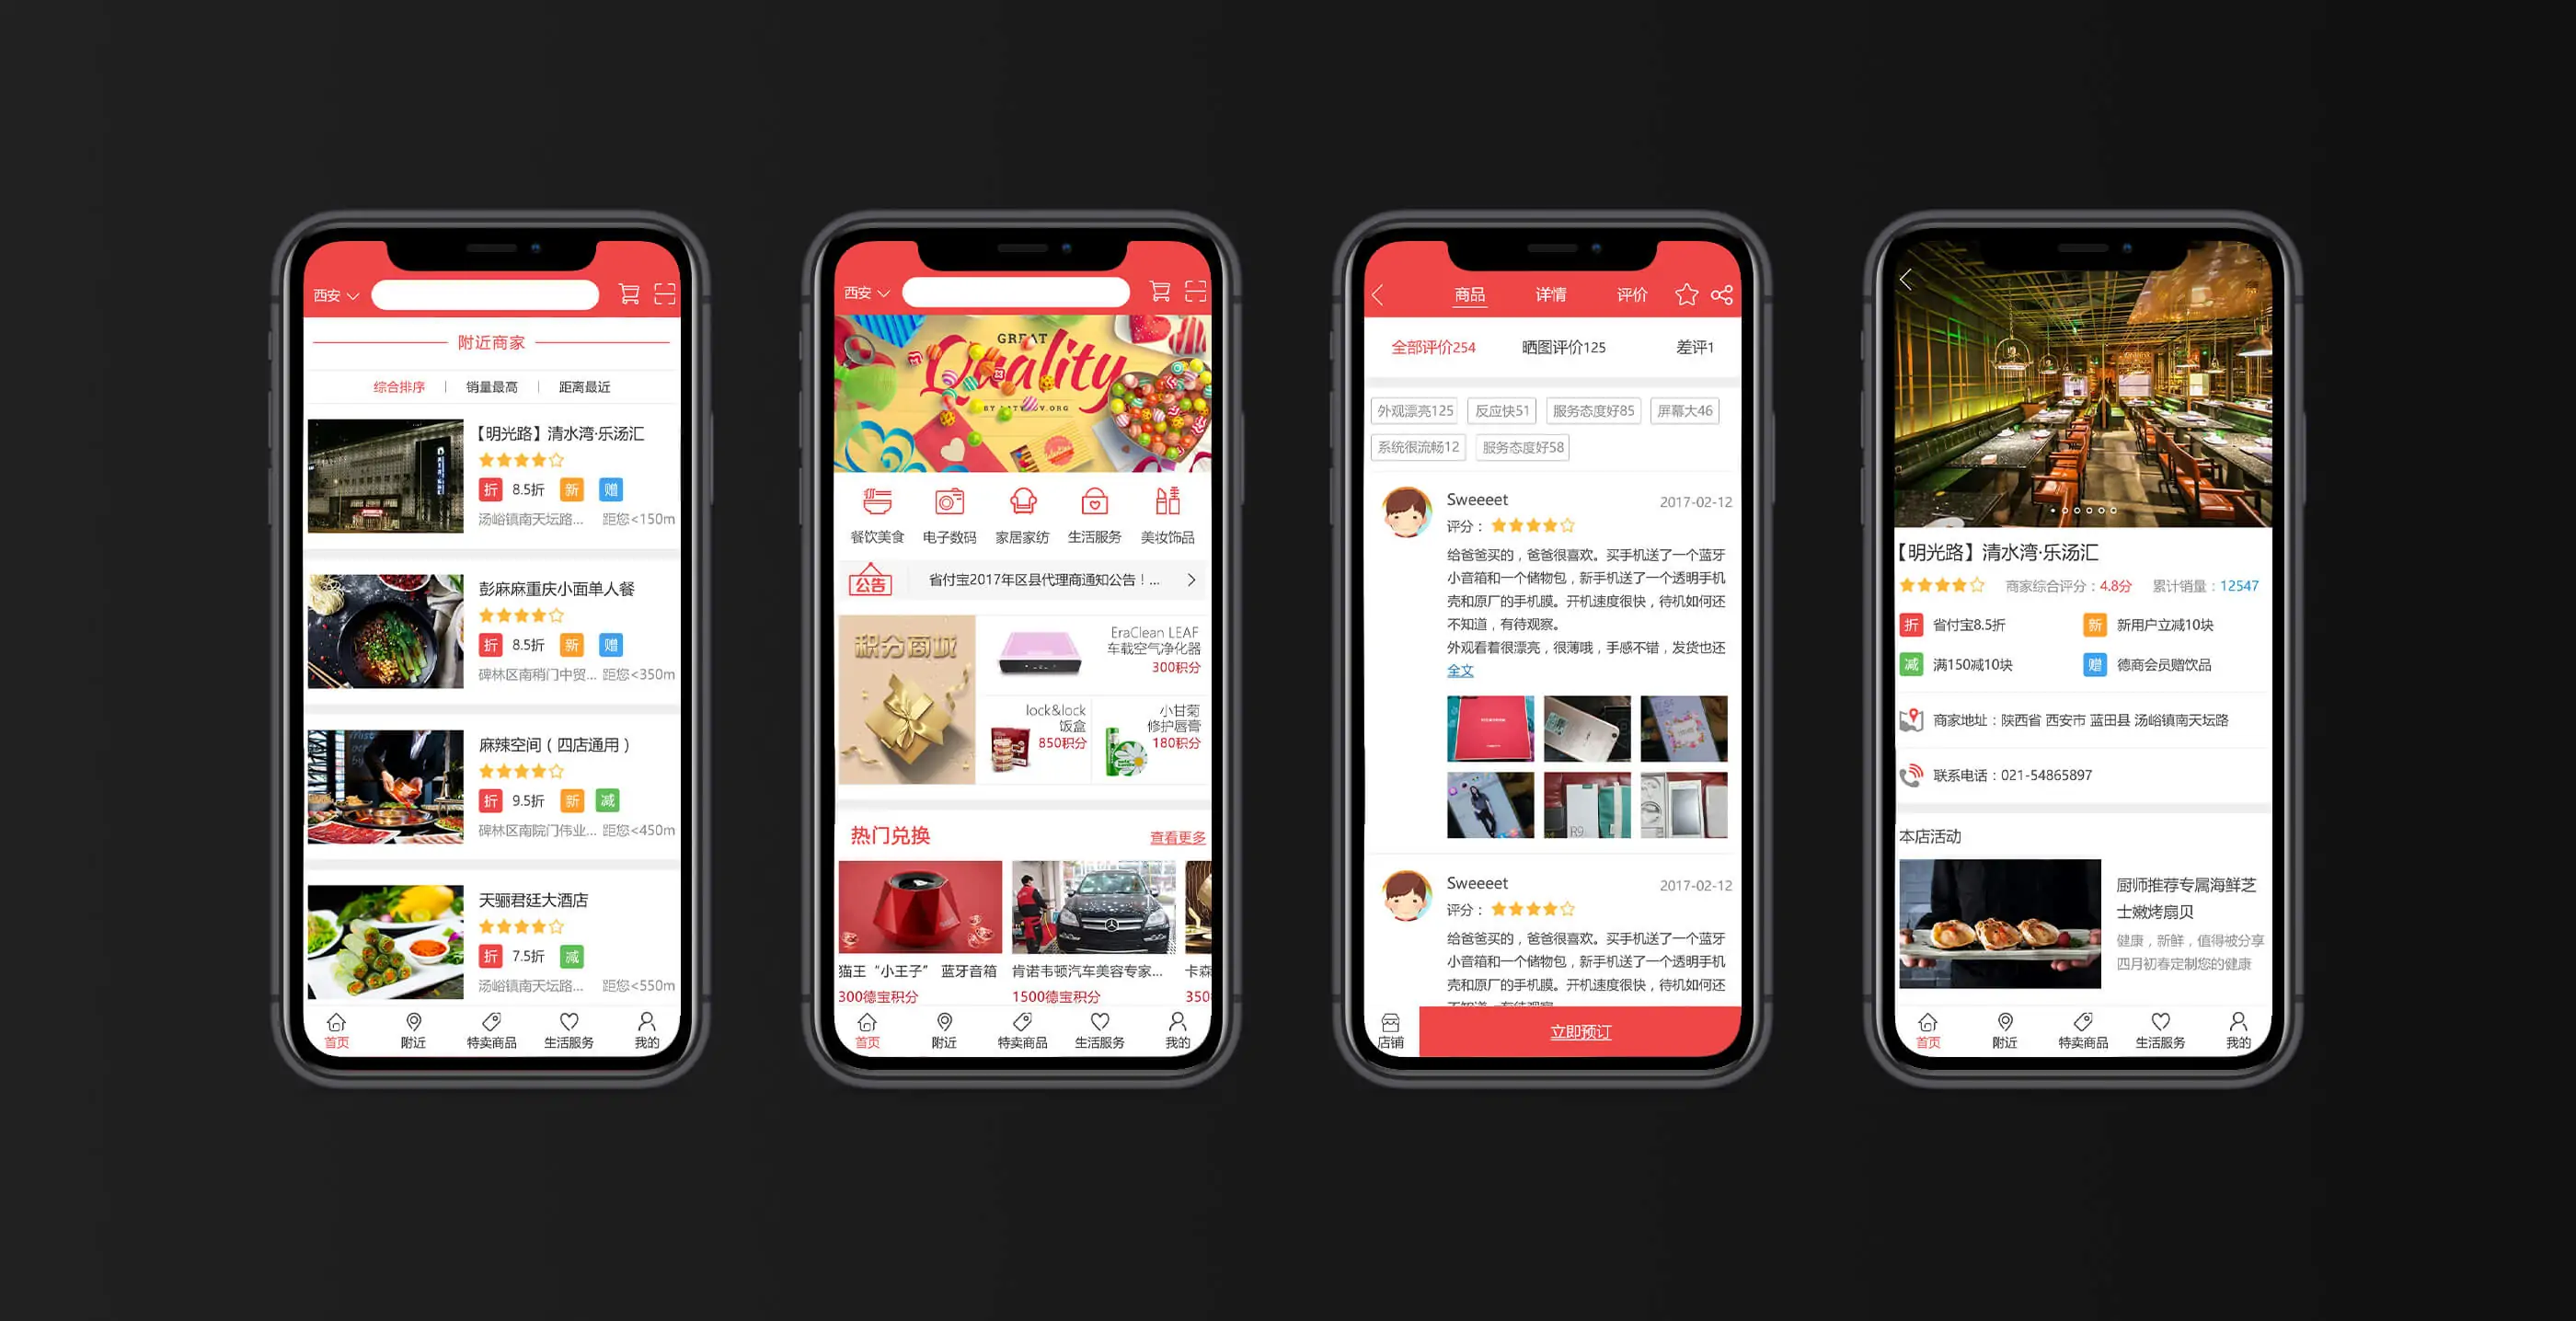 西安
附近商家
综合排序
销量最高
距离最近
【明光路】清水湾·乐汤汇
折 8.5折 新 赠
汤峪镇南天坛路... 距您<150m
彭麻麻重庆小面单人餐
折 8.5折 新 赠
碑林区南稍门中贸... 距您<350m
麻辣空间（四店通用）
折 9.5折 新 减
碑林区南院门伟业... 距您<450m
天骊君廷大酒店
折 7.5折 减
汤峪镇南天坛路... 距您<550m
首页 附近 特卖商品 生活服务 我的
西安
GREAT
Quality
餐饮美食 电子数码 家居家纺 生活服务 美妆饰品
公告 省付宝2017年区县代理商通知公告！...
积分商城
EraClean LEAF
车载空气净化器
300积分
lock&lock
饭盒
850积分
小甘菊
修护唇膏
180积分
热门兑换 查看更多
猫王“小王子” 蓝牙音箱
300德宝积分
肯诺韦顿汽车美容专家...
1500德宝积分
卡森
350
首页 附近 特卖商品 生活服务 我的
商品 详情 评价
全部评价254 晒图评价125 差评1
外观漂亮125 反应快51 服务态度好85 屏幕大46
系统很流畅12 服务态度好58
Sweeeet 2017-02-12
评分：
给爸爸买的，爸爸很喜欢。买手机送了一个蓝牙
小音箱和一个储物包，新手机送了一个透明手机
壳和原厂的手机膜。开机速度很快，待机如何还
不知道，有待观察。
外观看着很漂亮，很薄哦，手感不错，发货也还
全文
R9
Sweeeet 2017-02-12
评分：
给爸爸买的，爸爸很喜欢。买手机送了一个蓝牙
小音箱和一个储物包，新手机送了一个透明手机
壳和原厂的手机膜。开机速度很快，待机如何还
不知道，有待观察。
店铺 立即预订
【明光路】清水湾·乐汤汇
商家综合评分：4.8分 累计销量：12547
折 省付宝8.5折 新 新用户立减10块
减 满150减10块 赠 德商会员赠饮品
商家地址：陕西省 西安市 蓝田县 汤峪镇南天坛路
联系电话：021-54865897
本店活动
厨师推荐专属海鲜芝
士嫩烤扇贝
健康，新鲜，值得被分享
四月初春定制您的健康
首页 附近 特卖商品 生活服务 我的